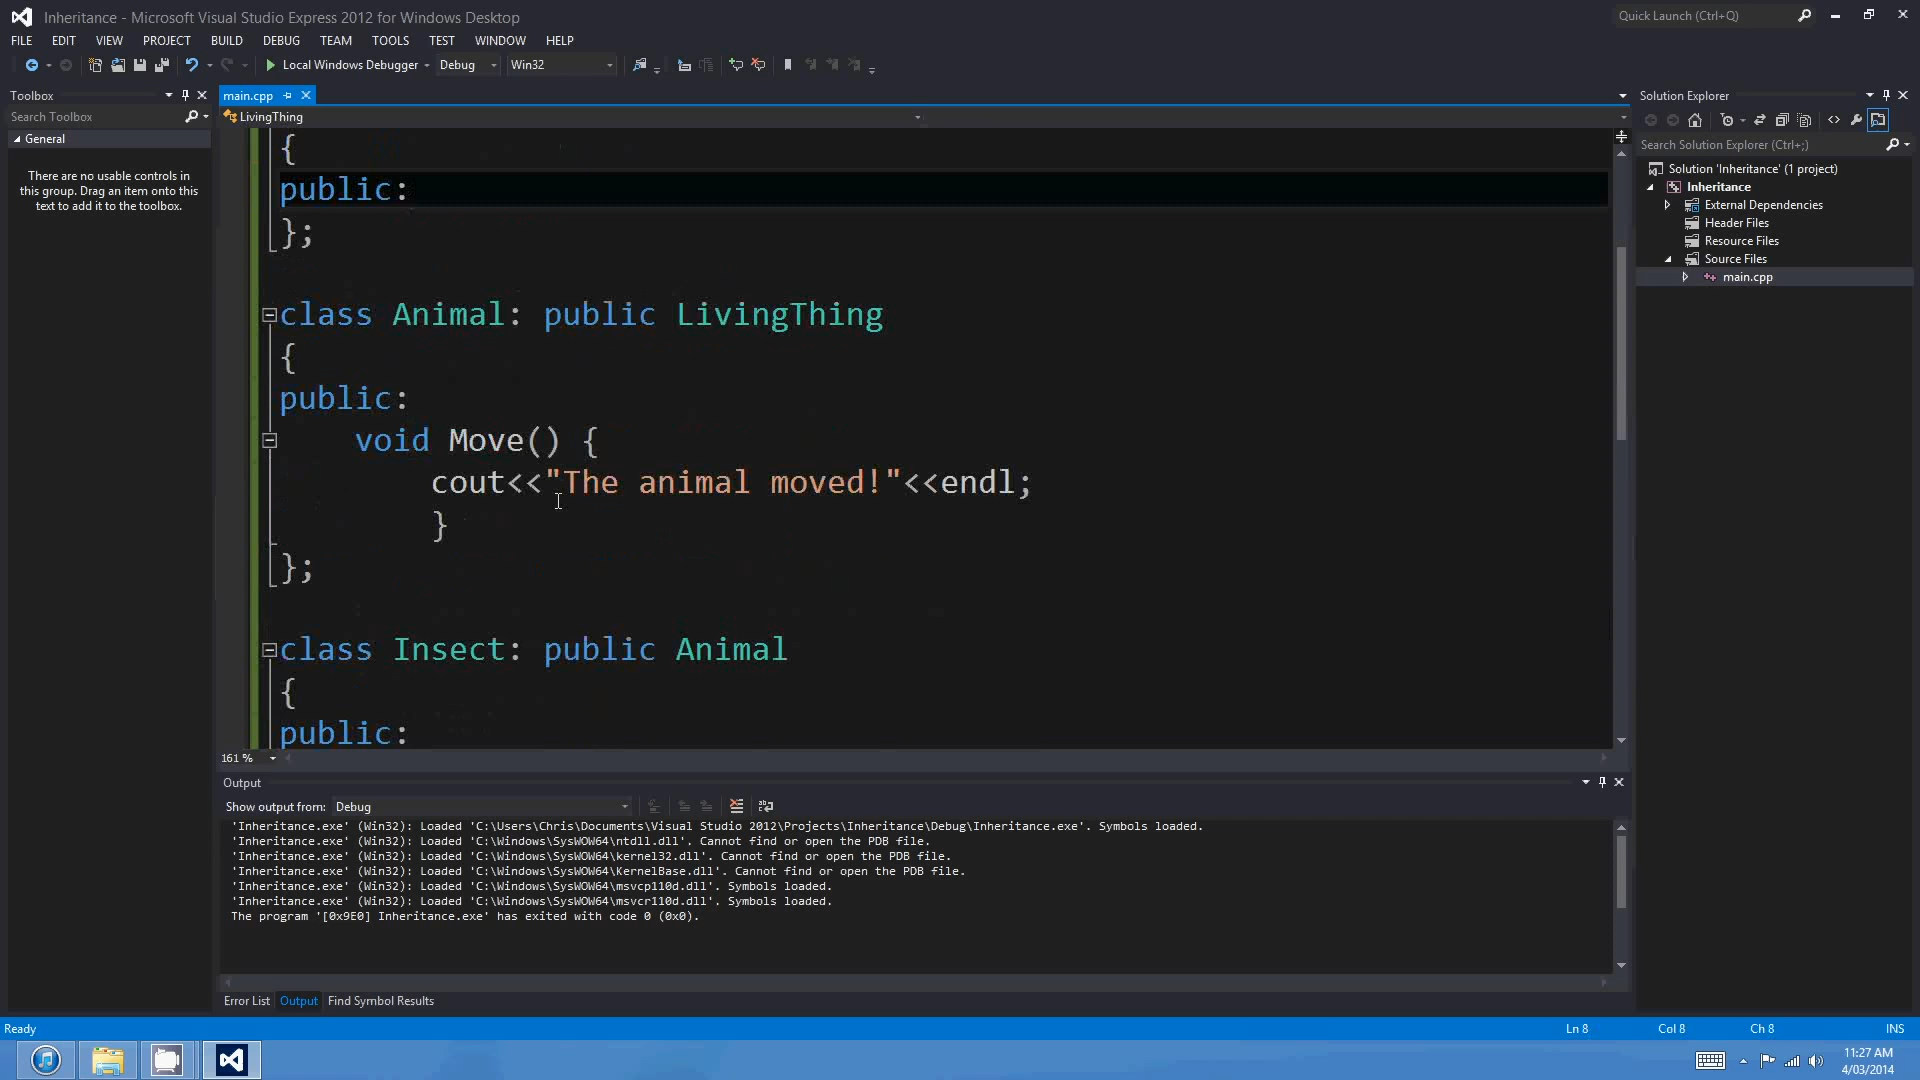 Inheritance - Microsoft Visual Studio Express 2012 for Windows Desktop
Quick Launch (Ctrl+Q)
FILE EDIT VIEW PROJECT BUILD DEBUG TEAM TOOLS TEST WINDOW HELP
Local Windows Debugger Debug Win32
Toolbox
Search Toolbox
General
There are no usable controls in
this group. Drag an item onto this
text to add it to the toolbox.
main.cpp
LivingThing
{
public:
};
class Animal: public LivingThing
{
public:
void Move() {
cout<<"The animal moved!"<<endl;
}
};
class Insect: public Animal
{
public:
161 %
Solution Explorer
Search Solution Explorer (Ctrl+;)
Solution 'Inheritance' (1 project)
Inheritance
External Dependencies
Header Files
Resource Files
Source Files
main.cpp
Output
Show output from: Debug
'Inheritance.exe' (Win32): Loaded 'C:\Users\Chris\Documents\Visual Studio 2012\Projects\Inheritance\Debug\Inheritance.exe'. Symbols loaded.
'Inheritance.exe' (Win32): Loaded 'C:\Windows\SysWOW64\ntdll.dll'. Cannot find or open the PDB file.
'Inheritance.exe' (Win32): Loaded 'C:\Windows\SysWOW64\kernel32.dll'. Cannot find or open the PDB file.
'Inheritance.exe' (Win32): Loaded 'C:\Windows\SysWOW64\KernelBase.dll'. Cannot find or open the PDB file.
'Inheritance.exe' (Win32): Loaded 'C:\Windows\SysWOW64\msvcp110d.dll'. Symbols loaded.
'Inheritance.exe' (Win32): Loaded 'C:\Windows\SysWOW64\msvcr110d.dll'. Symbols loaded.
The program '[0x9E0] Inheritance.exe' has exited with code 0 (0x0).
Error List Output Find Symbol Results
Ready
Ln 8 Col 8 Ch 8 INS
11:27 AM
4/03/2014